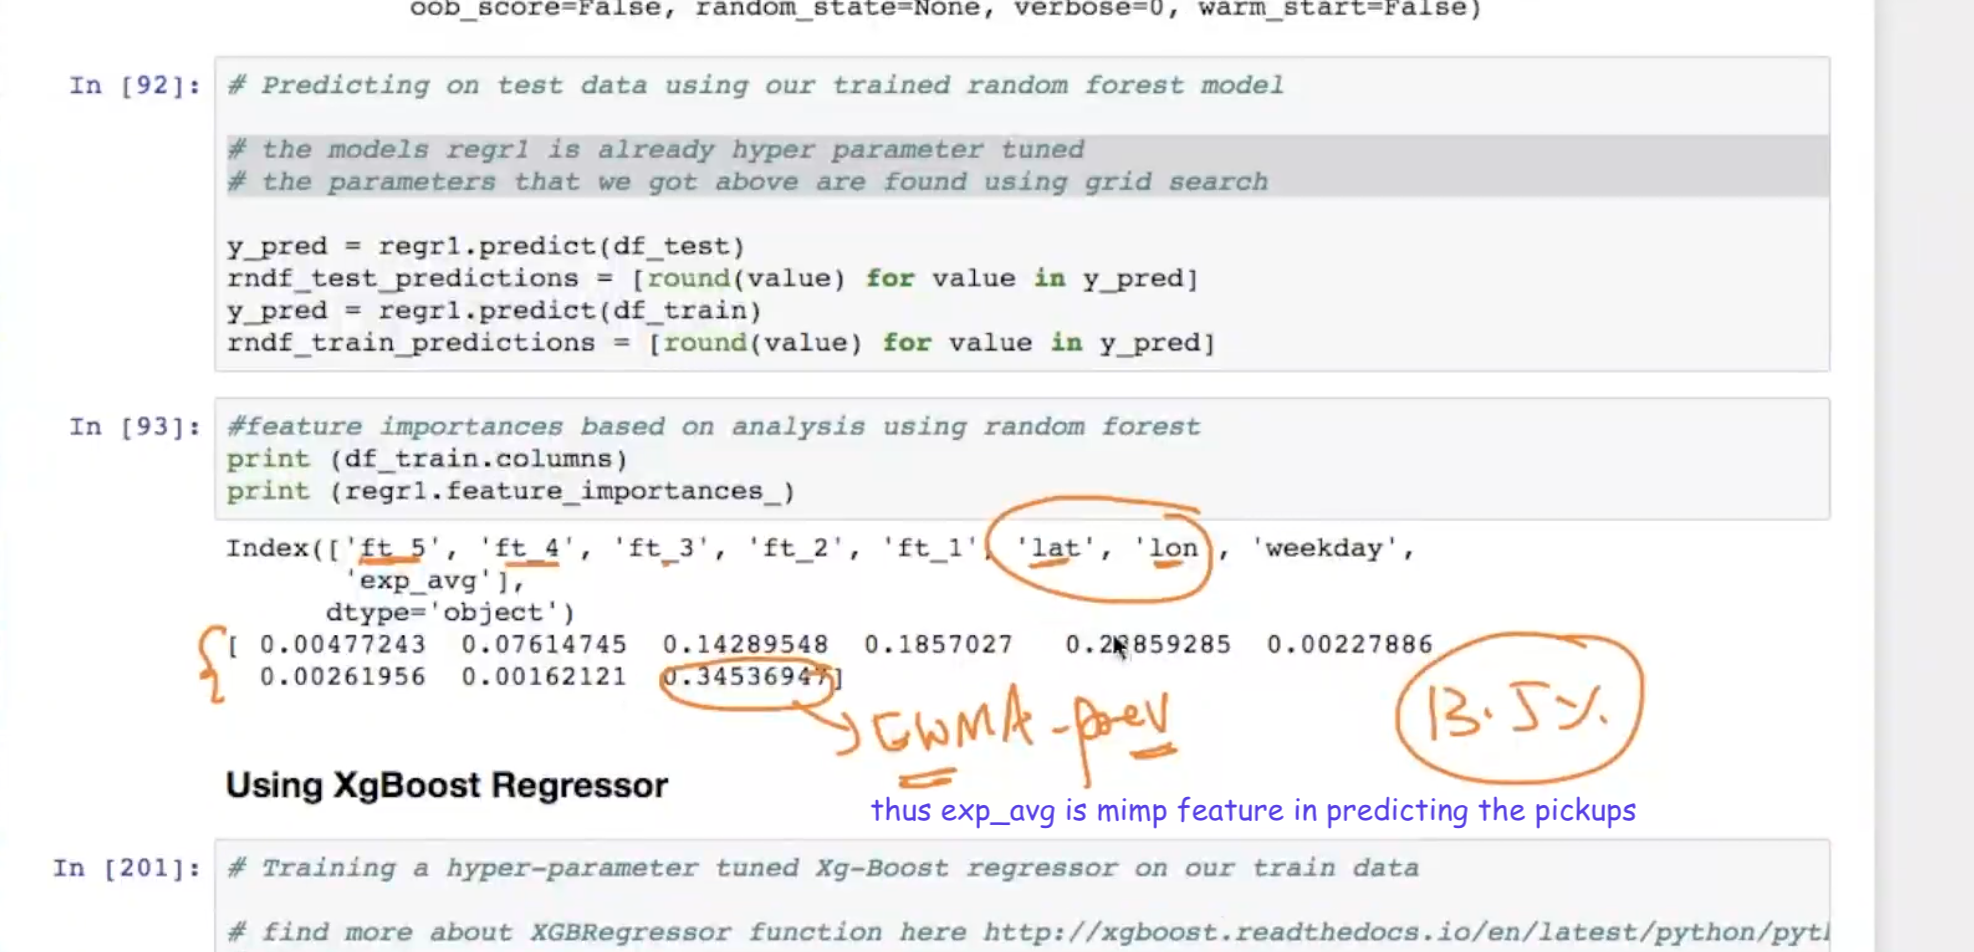 oob_score=False, random_state=None, verbose=0, warm_start=False)
In [92]: # Predicting on test data using our trained random forest model
# the models regr1 is already hyper parameter tuned
# the parameters that we got above are found using grid search
y_pred = regr1.predict(df_test)
rndf_test_predictions = [round(value) for value in y_pred]
y_pred = regr1.predict(df_train)
rndf_train_predictions = [round(value) for value in y_pred]
In [93]: #feature importances based on analysis using random forest
print (df_train.columns)
print (regr1.feature_importances_)
Index(['ft_5', 'ft_4', 'ft_3', 'ft_2', 'ft_1', 'lat', 'lon', 'weekday',
'exp_avg'],
dtype='object')
[ 0.00477243 0.07614745 0.14289548 0.1857027 0.23859285 0.00227886
0.00261956 0.00162121 0.34536947]
EWMA-prev
13.5%
Using XgBoost Regressor
thus exp_avg is mimp feature in predicting the pickups
In [201]: # Training a hyper-parameter tuned Xg-Boost regressor on our train data
# find more about XGBRegressor function here http://xgboost.readthedocs.io/en/latest/python/pyt